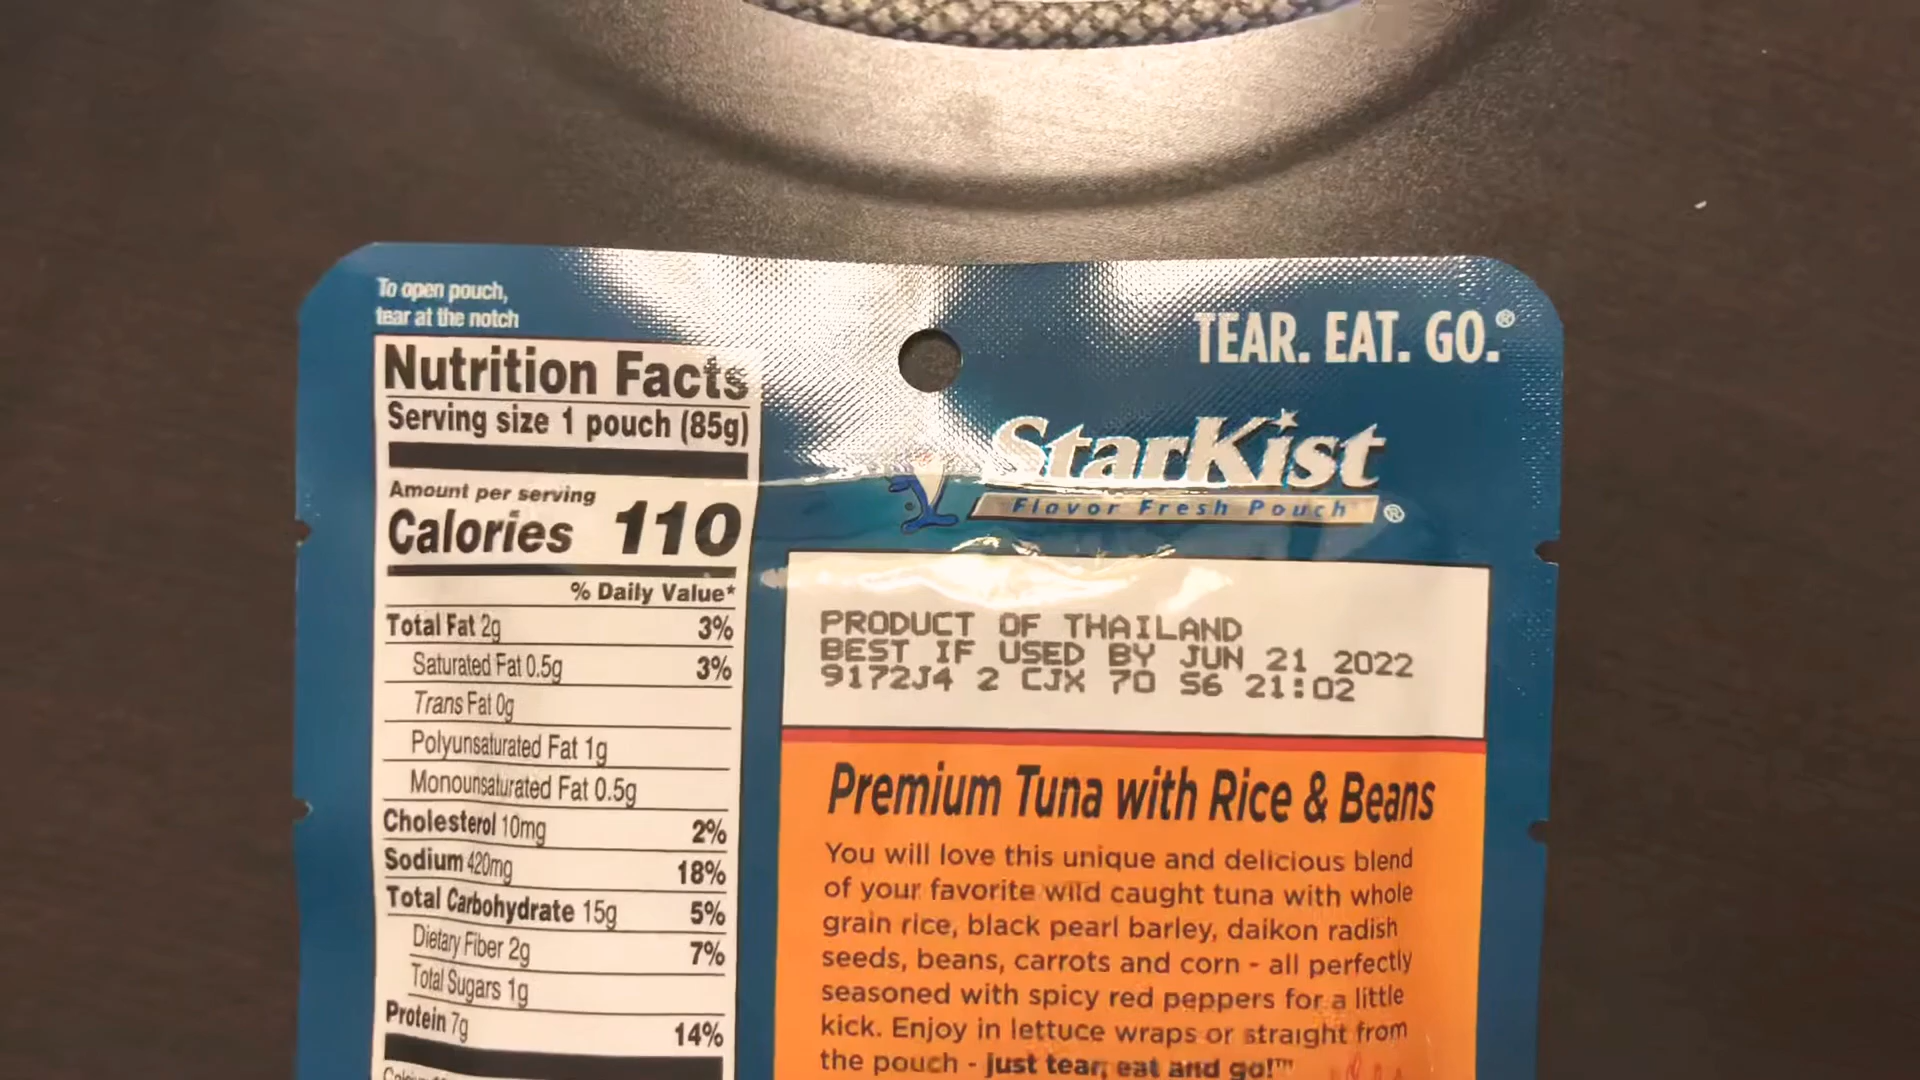 To open pouch,
tear at the notch
Nutrition Facts
Serving size 1 pouch (85g)
Amount per serving
Calories 110
% Daily Value*
Total Fat 2g 3%
Saturated Fat 0.5g 3%
Trans Fat 0g
Polyunsaturated Fat 1g
Monounsaturated Fat 0.5g
Cholesterol 10mg 2%
Sodium 420mg 18%
Total Carbohydrate 15g 5%
Dietary Fiber 2g 7%
Total Sugars 1g
Protein 7g 14%
TEAR. EAT. GO.®
StarKist
Flavor Fresh Pouch®
PRODUCT OF THAILAND
BEST IF USED BY JUN 21 2022
9172J4 2 CJX 70 S6 21:02
Premium Tuna with Rice & Beans
You will love this unique and delicious blend
of your favorite wild caught tuna with whole
grain rice, black pearl barley, daikon radish
seeds, beans, carrots and corn - all perfectly
seasoned with spicy red peppers for a little
kick. Enjoy in lettuce wraps or straight from
the pouch - just tear, eat and go!™